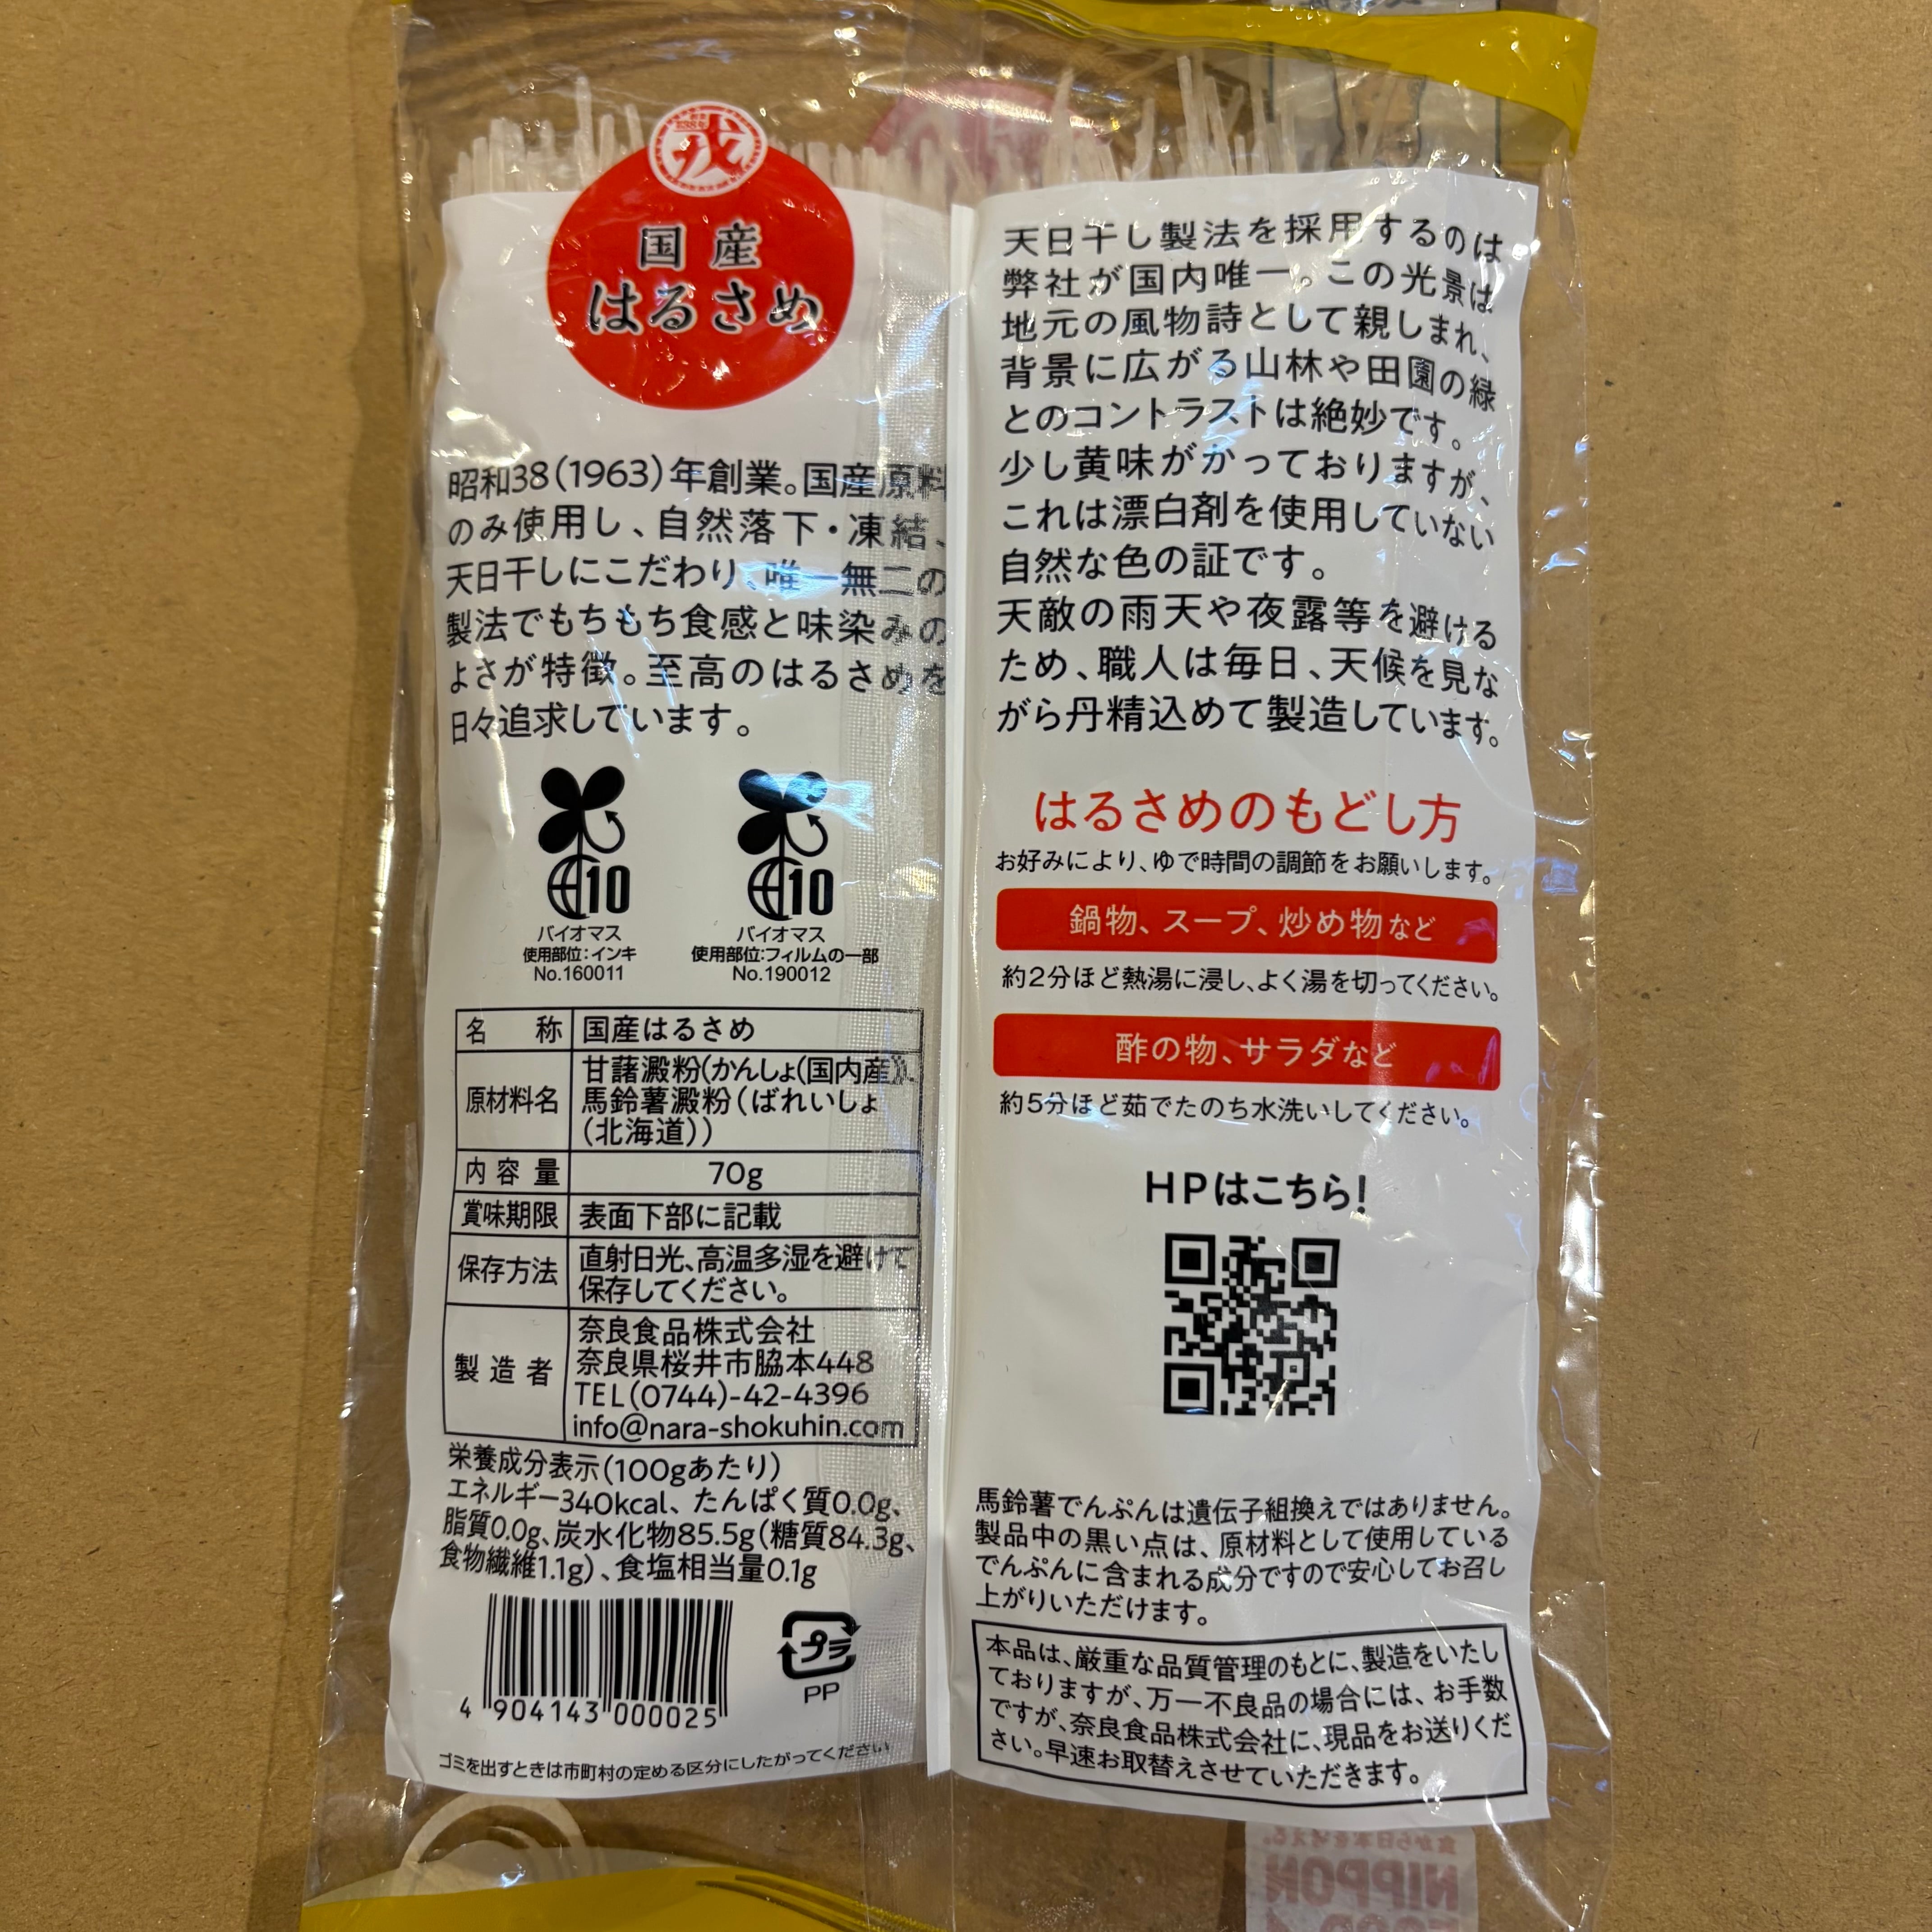 戎
国産
はるさめ
昭和38(1963)年創業。国産原料
のみ使用し、自然落下・凍結、
天日干しにこだわり、唯一無二の
製法でもちもち食感と味染みの
よさが特徴。至高のはるさめを
日々追求しています。
10
バイオマス
使用部位:インキ
No.160011
10
バイオマス
使用部位:フィルムの一部
No.190012
名称 国産はるさめ
原材料名 甘藷澱粉(かんしょ(国内産))、
馬鈴薯澱粉(ばれいしょ
(北海道))
内容量 70g
賞味期限 表面下部に記載
保存方法 直射日光、高温多湿を避けて
保存してください。
製造者 奈良食品株式会社
奈良県桜井市脇本448
TEL(0744)-42-4396
info@nara-shokuhin.com
栄養成分表示(100gあたり)
エネルギー340kcal、たんぱく質0.0g、
脂質0.0g、炭水化物85.5g(糖質84.3g、
食物繊維1.1g)、食塩相当量0.1g
4 904143 000025
プラ
PP
ゴミを出すときは市町村の定める区分にしたがってください
天日干し製法を採用するのは
弊社が国内唯一。この光景は
地元の風物詩として親しまれ、
背景に広がる山林や田園の緑
とのコントラストは絶妙です。
少し黄味がかっておりますが、
これは漂白剤を使用していない
自然な色の証です。
天敵の雨天や夜露等を避ける
ため、職人は毎日、天候を見な
がら丹精込めて製造しています。
はるさめのもどし方
お好みにより、ゆで時間の調節をお願いします。
鍋物、スープ、炒め物など
約2分ほど熱湯に浸し、よく湯を切ってください。
酢の物、サラダなど
約5分ほど茹でたのち水洗いしてください。
HPはこちら!
馬鈴薯でんぷんは遺伝子組換えではありません。
製品中の黒い点は、原材料として使用している
でんぷんに含まれる成分ですので安心してお召し
上がりいただけます。
本品は、厳重な品質管理のもとに、製造をいたし
ておりますが、万一不良品の場合には、お手数
ですが、奈良食品株式会社に、現品をお送りくだ
さい。早速お取替えさせていただきます。
NIPPON